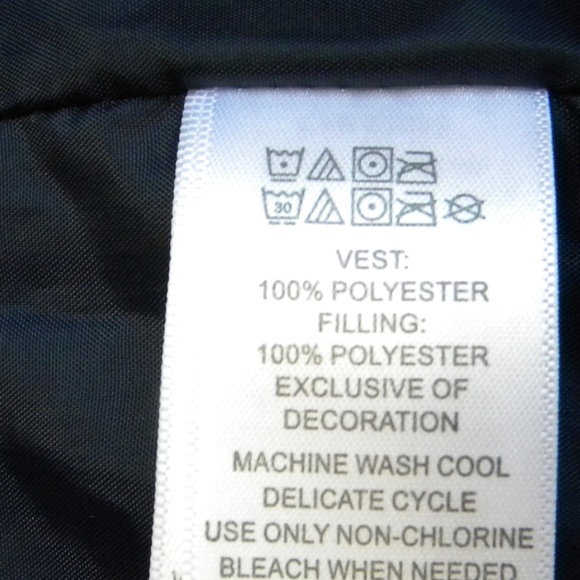 30
VEST:
100% POLYESTER
FILLING:
100% POLYESTER
EXCLUSIVE OF
DECORATION
MACHINE WASH COOL
DELICATE CYCLE
USE ONLY NON-CHLORINE
BLEACH WHEN NEEDED